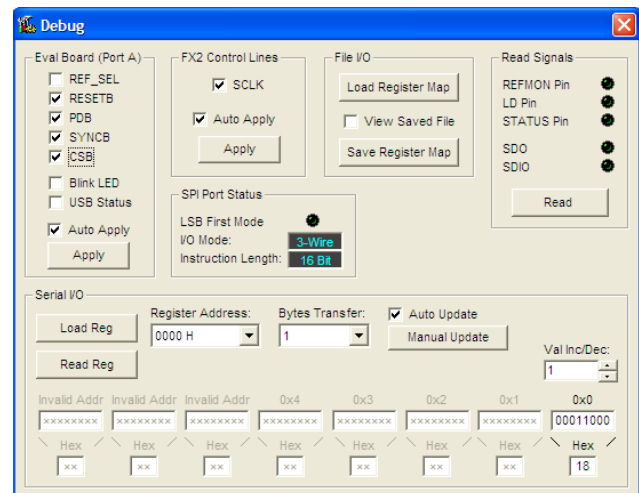 Debug
Eval Board (Port A)
REF_SEL
RESETB
PDB
SYNCB
CSB
Blink LED
USB Status
Auto Apply
Apply
FX2 Control Lines
SCLK
Auto Apply
Apply
File I/O
Load Register Map
View Saved File
Save Register Map
Read Signals
REFMON Pin
LD Pin
STATUS Pin
SDO
SDIO
Read
SPI Port Status
LSB First Mode
I/O Mode: 3-Wire
Instruction Length: 16 Bit
Serial I/O
Load Reg
Read Reg
Register Address:
0000 H
Bytes Transfer:
1
Auto Update
Manual Update
Val Inc/Dec:
1
Invalid Addr Invalid Addr Invalid Addr 0x4 0x3 0x2 0x1 0x0
xxxxxxxx xxxxxxxx xxxxxxxx xxxxxxxx xxxxxxxx xxxxxxxx xxxxxxxx 00011000
Hex Hex Hex Hex Hex Hex Hex Hex
xx xx xx xx xx xx xx 18